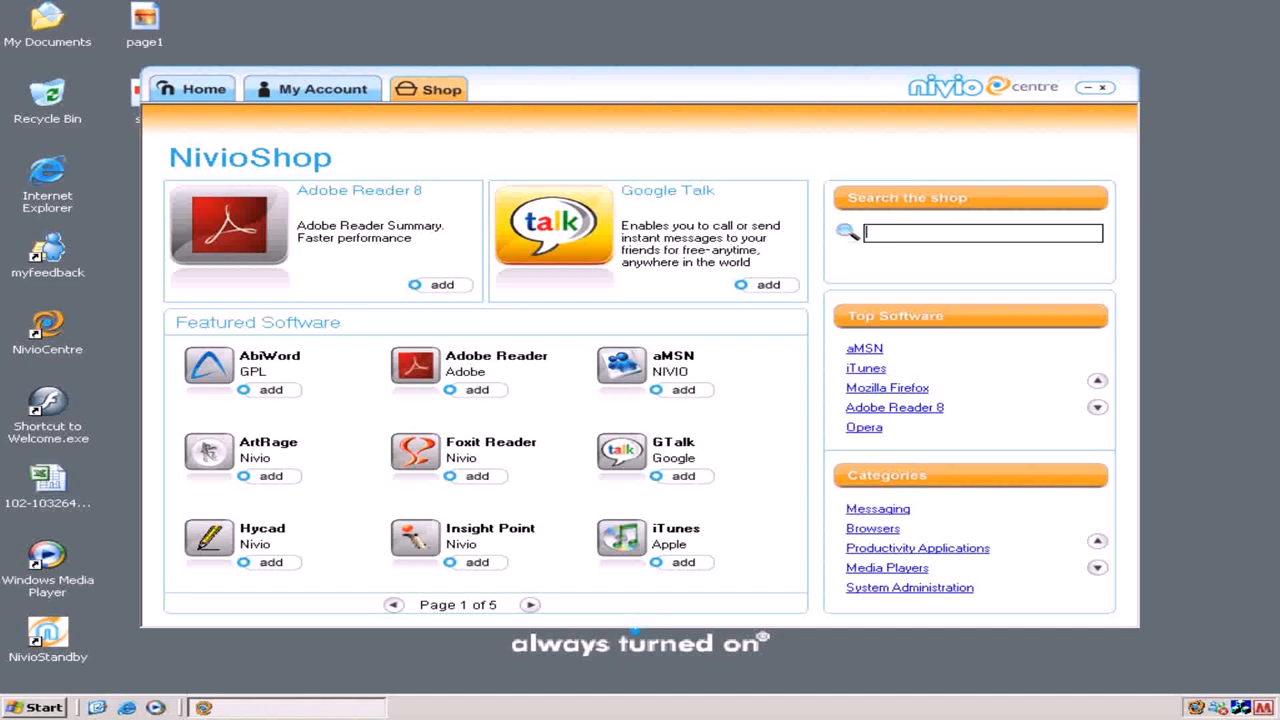 My Documents
page1
Recycle Bin
Internet
Explorer
myfeedback
NivioCentre
Shortcut to
Welcome.exe
102-103264...
Windows Media
Player
NivioStandby
Home
My Account
Shop
nivio centre
NivioShop
Adobe Reader 8
Adobe Reader Summary.
Faster performance
add
Google Talk
talk
Enables you to call or send
instant messages to your
friends for free-anytime,
anywhere in the world
add
Featured Software
AbiWord
GPL
add
Adobe Reader
Adobe
add
aMSN
NIVIO
add
ArtRage
Nivio
add
Foxit Reader
Nivio
add
talk
GTalk
Google
add
Hycad
Nivio
add
Insight Point
Nivio
add
iTunes
Apple
add
Page 1 of 5
Search the shop
Top Software
aMSN
iTunes
Mozilla Firefox
Adobe Reader 8
Opera
Categories
Messaging
Browsers
Productivity Applications
Media Players
System Administration
always turned on®
Start